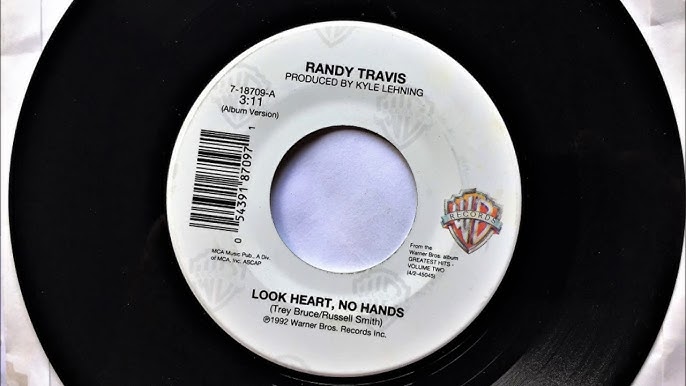 RANDY TRAVIS
PRODUCED BY KYLE LEHNING
7-18709-A
3:11
(Album Version)
0 54391 87097 1
WB
RECORDS
MCA Music Pub., A Div.
of MCA, Inc. ASCAP
From the
Warner Bros. album
GREATEST HITS -
VOLUME TWO
(4/2-45045)
LOOK HEART, NO HANDS
(Trey Bruce/Russell Smith)
℗1992 Warner Bros. Records Inc.